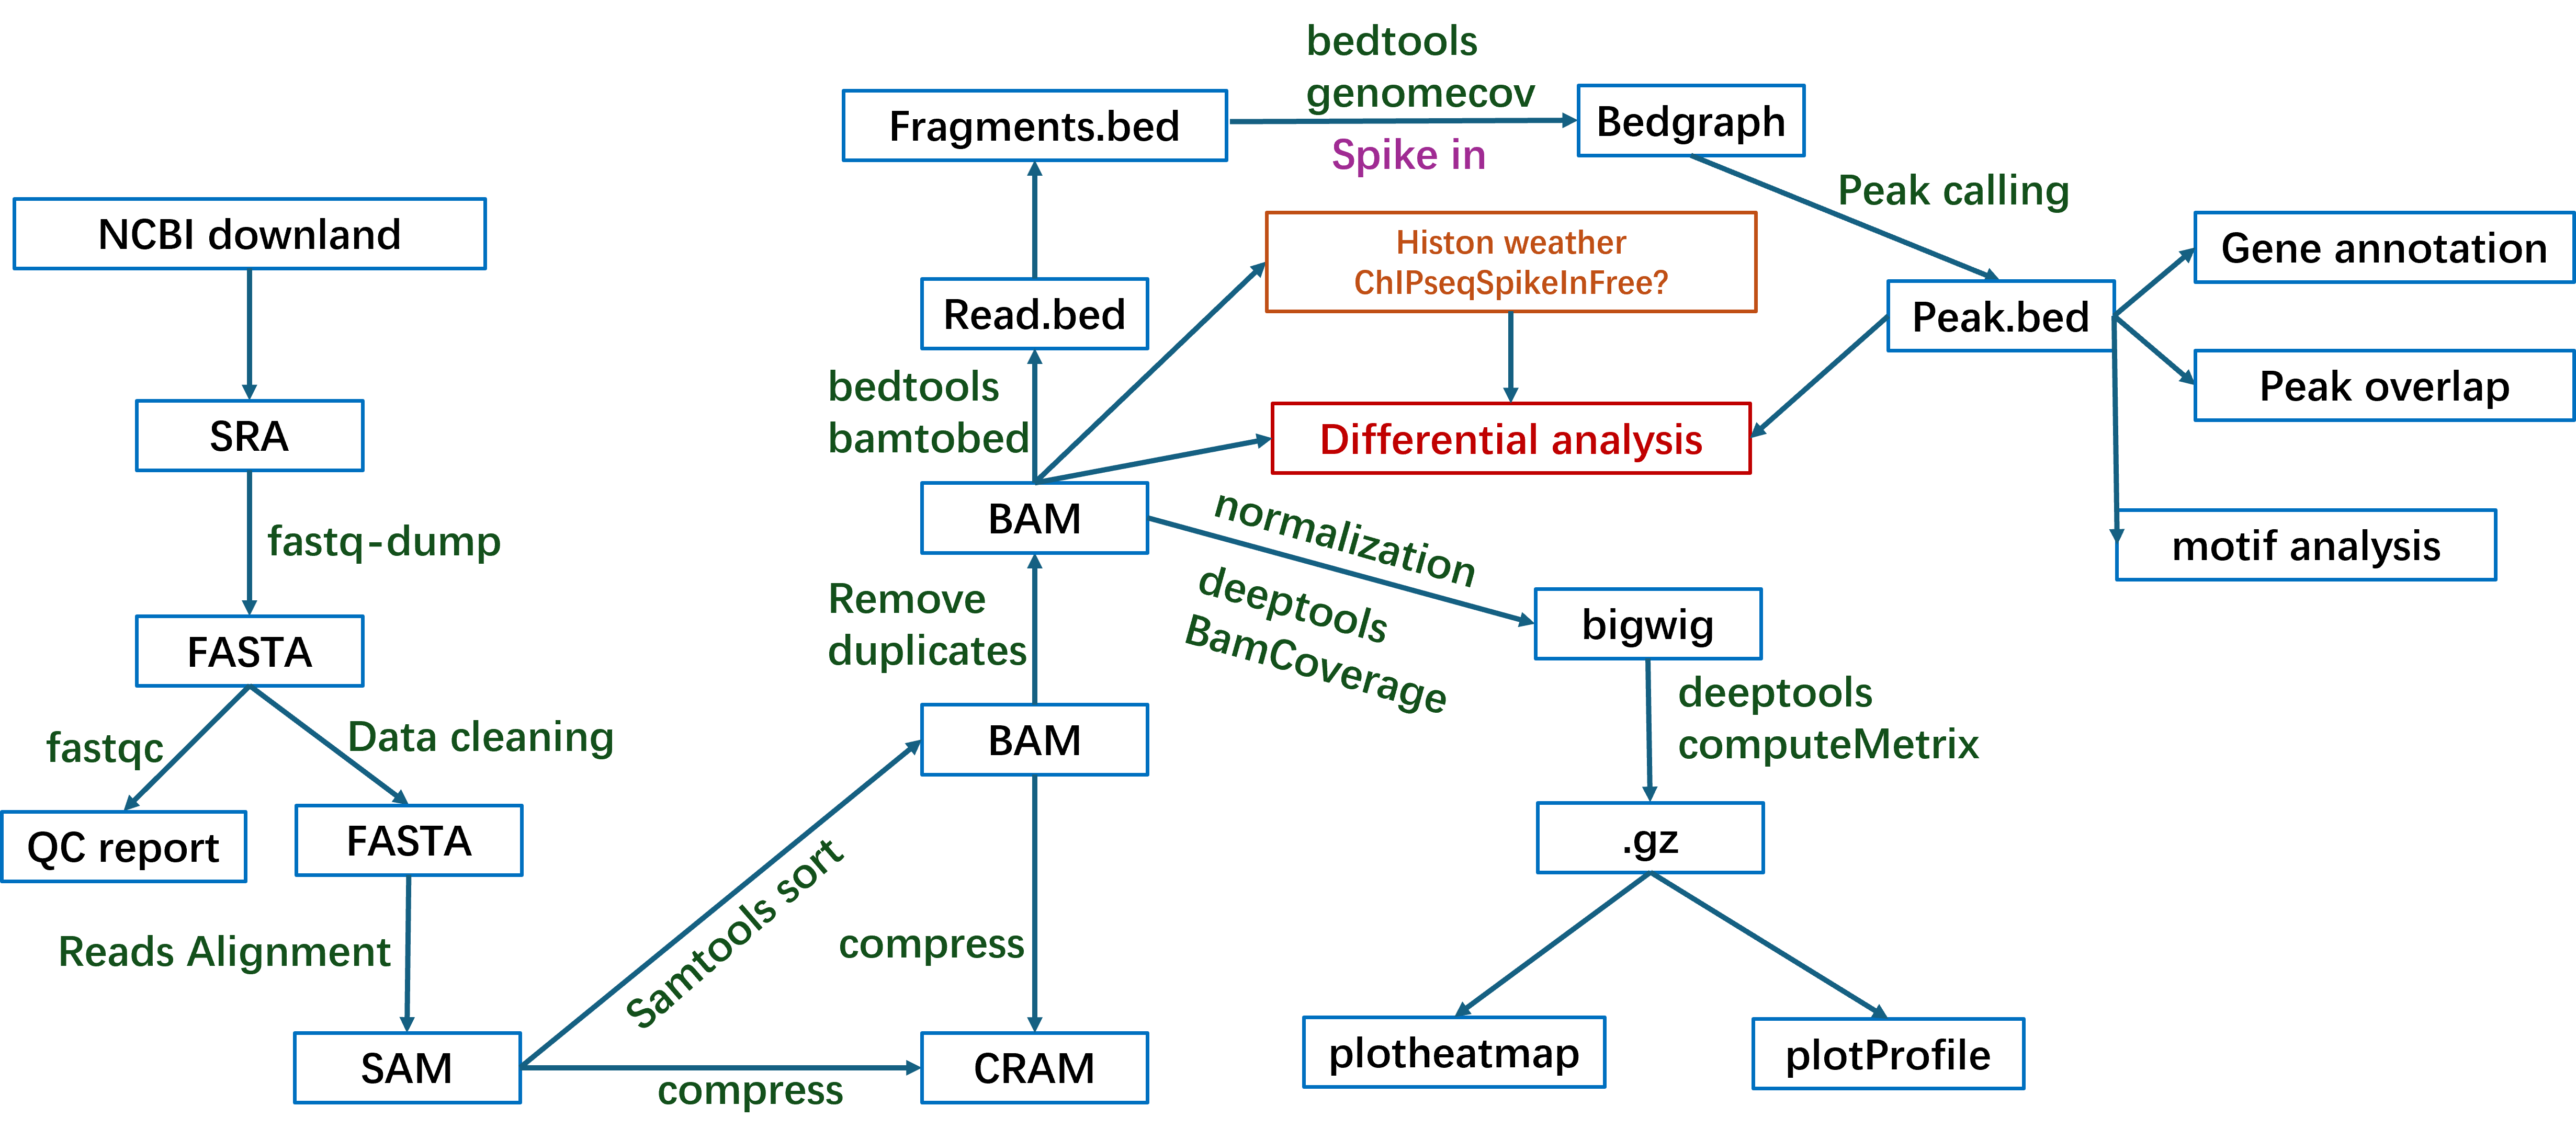 NCBI downland
SRA
fastq-dump
FASTA
fastqc
Data cleaning
QC report
FASTA
Reads Alignment
SAM
Samtools sort
compress
CRAM
compress
BAM
Remove
duplicates
BAM
bedtools
bamtobed
Read.bed
Fragments.bed
bedtools
genomecov
Spike in
Bedgraph
Peak calling
Histon weather
ChIPseqSpikeInFree?
Differential analysis
Peak.bed
Gene annotation
Peak overlap
motif analysis
normalization
deeptools
BamCoverage
bigwig
deeptools
computeMetrix
.gz
plotheatmap
plotProfile